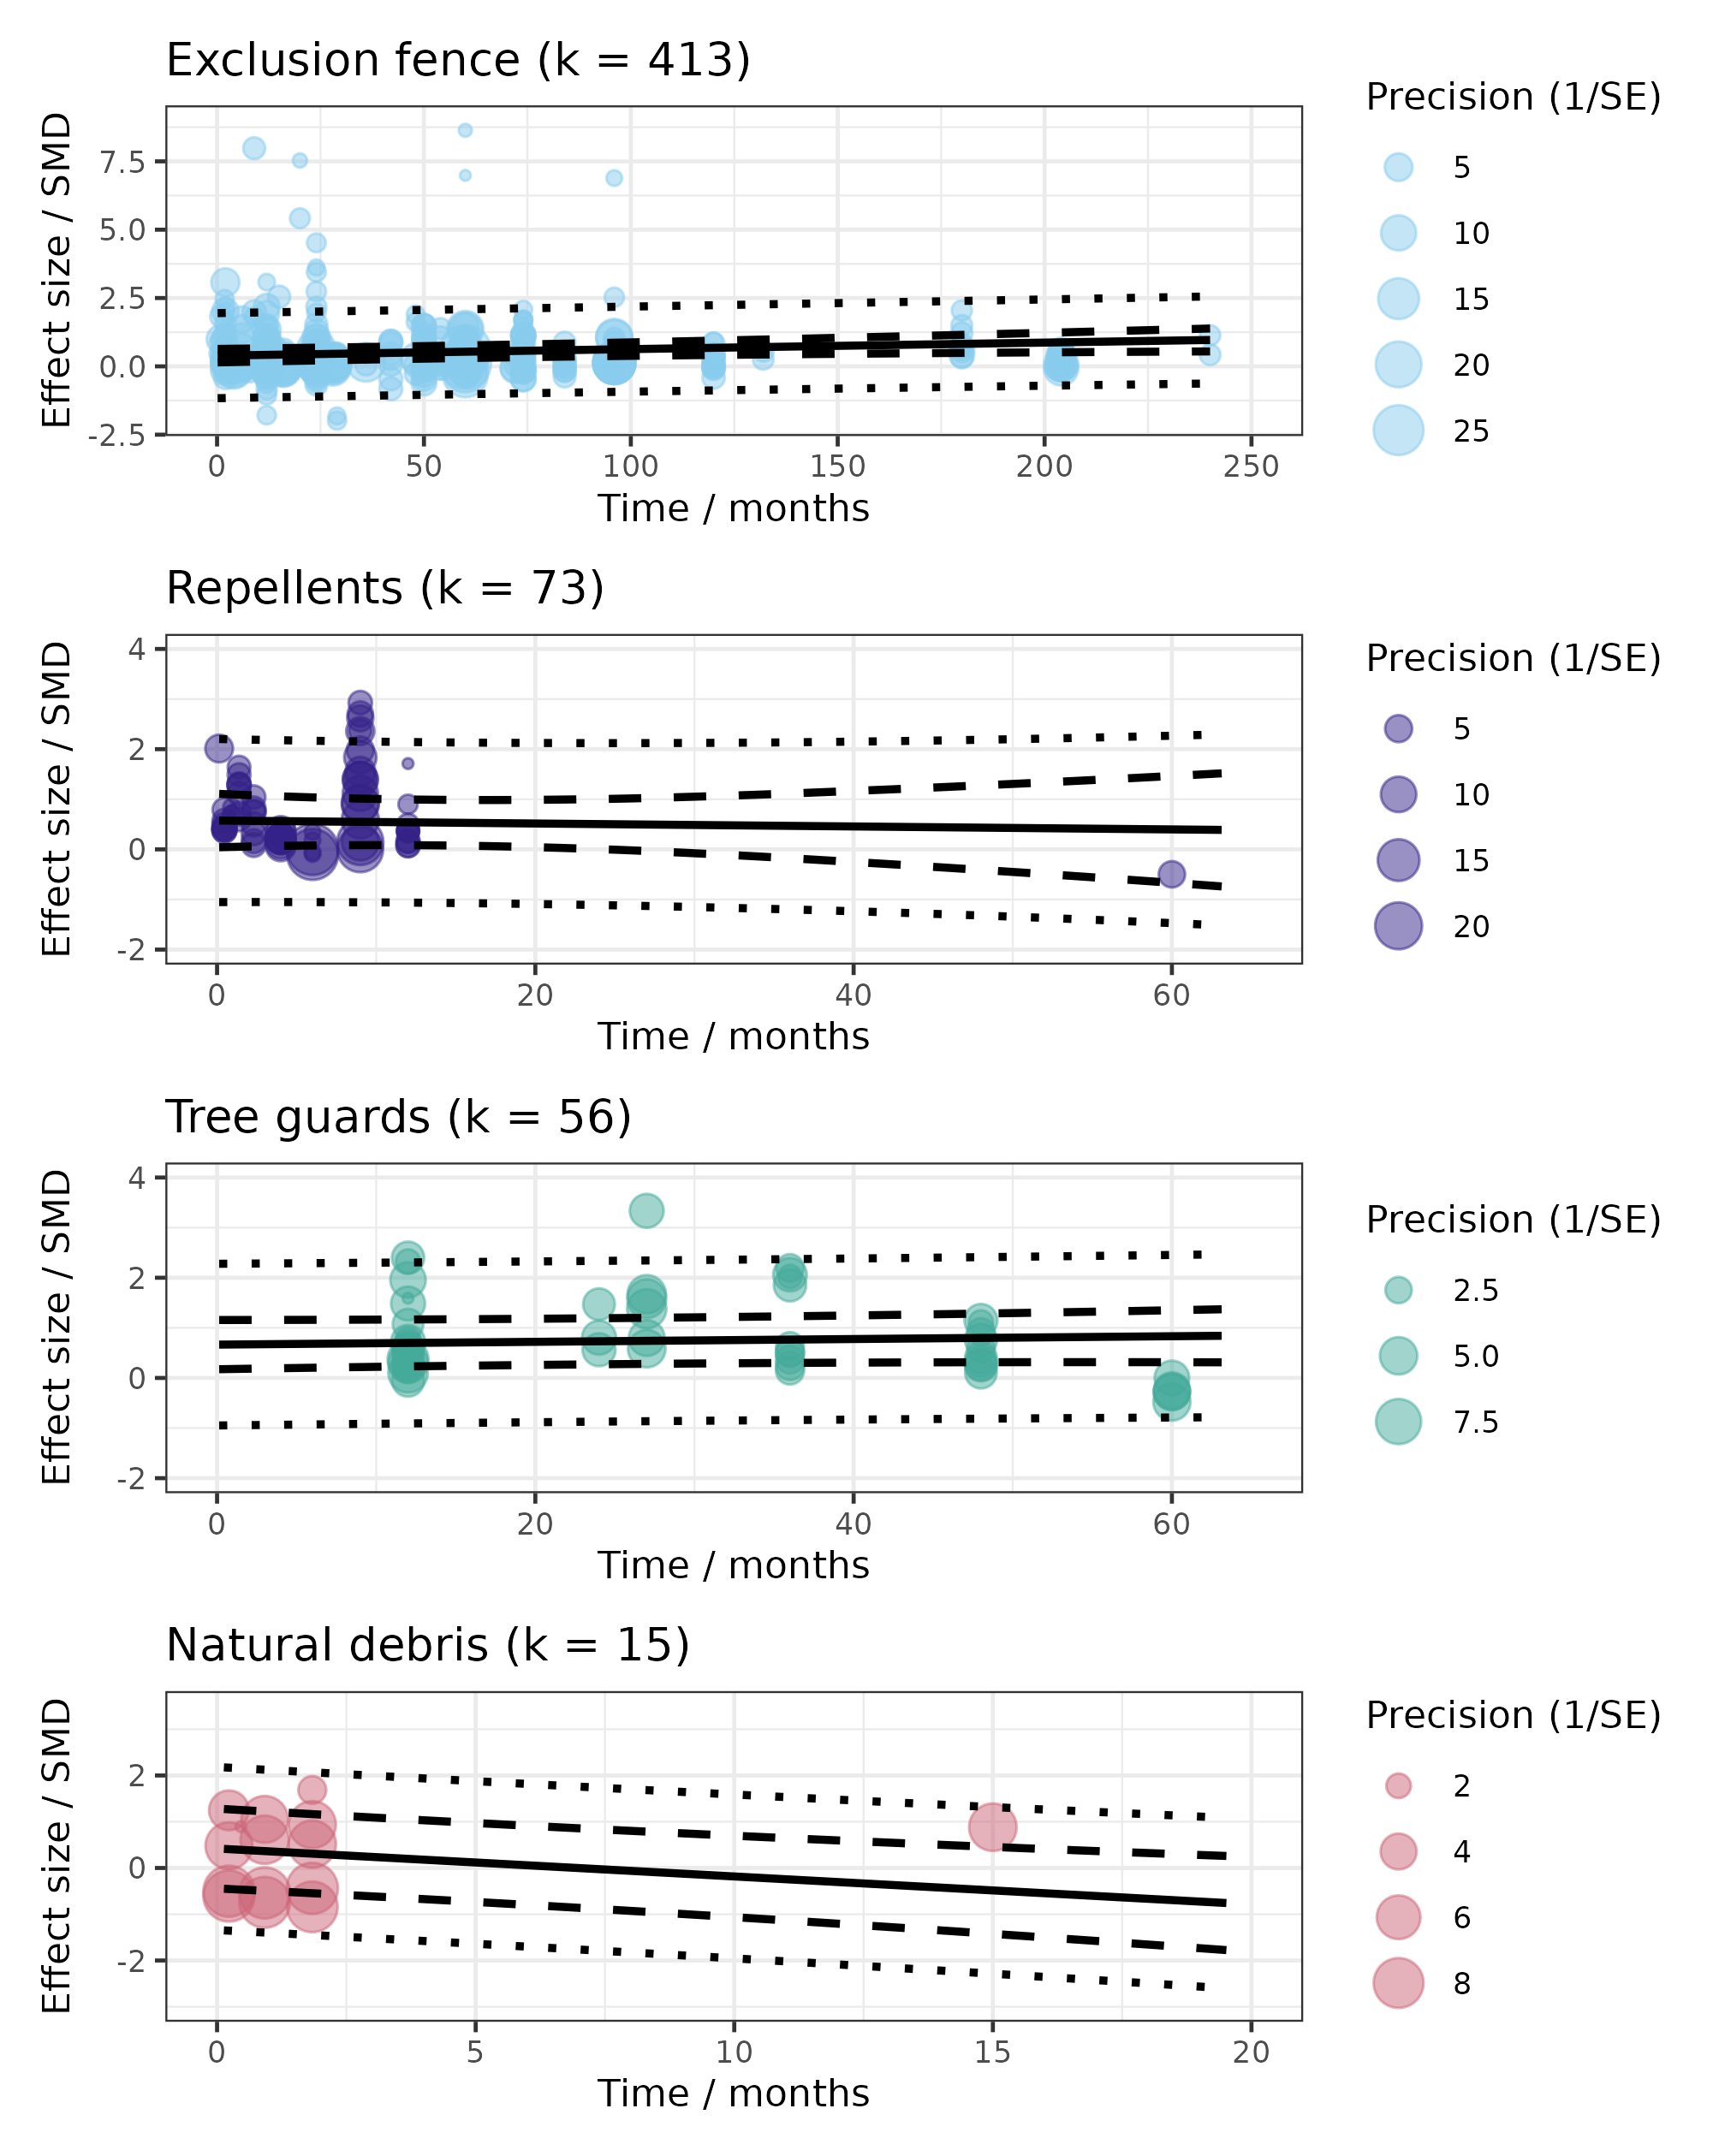 Exclusion fence (k = 413)
Effect size / SMD
7.5
5.0
2.5
0.0
-2.5
0 50 100 150 200 250
Time / months
Precision (1/SE)
5
10
15
20
25
Repellents (k = 73)
Effect size / SMD
4
2
0
-2
0 20 40 60
Time / months
Precision (1/SE)
5
10
15
20
Tree guards (k = 56)
Effect size / SMD
4
2
0
-2
0 20 40 60
Time / months
Precision (1/SE)
2.5
5.0
7.5
Natural debris (k = 15)
Effect size / SMD
2
0
-2
0 5 10 15 20
Time / months
Precision (1/SE)
2
4
6
8